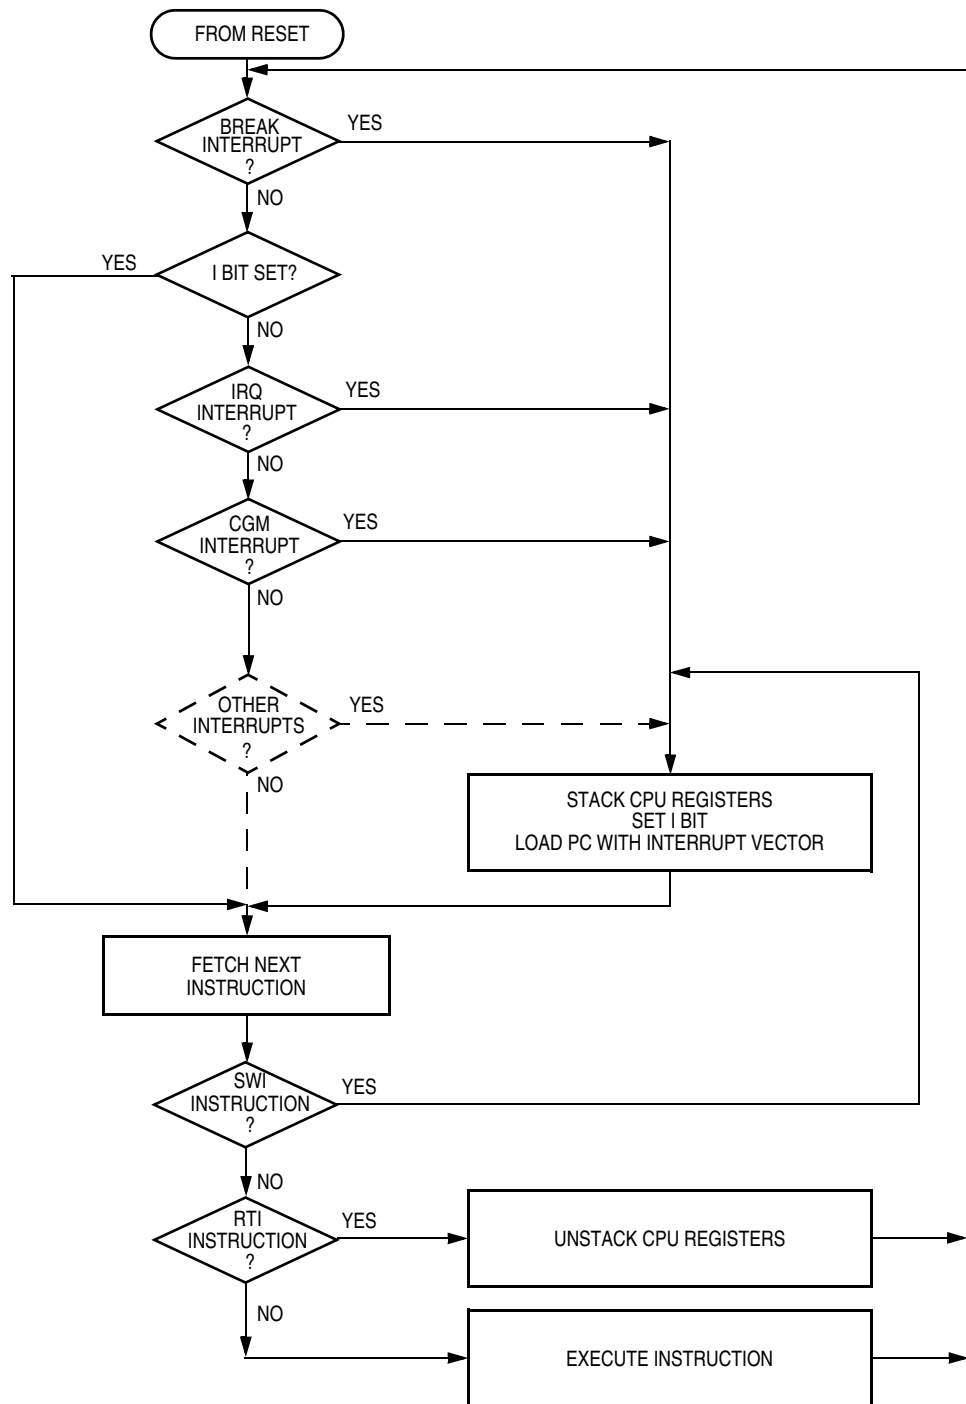 FROM RESET
BREAK
INTERRUPT
?
YES
NO
I BIT SET?
YES
NO
IRQ
INTERRUPT
?
YES
NO
CGM
INTERRUPT
?
YES
NO
OTHER
INTERRUPTS
?
YES
NO
STACK CPU REGISTERS
SET I BIT
LOAD PC WITH INTERRUPT VECTOR
FETCH NEXT
INSTRUCTION
SWI
INSTRUCTION
?
YES
NO
RTI
INSTRUCTION
?
YES
UNSTACK CPU REGISTERS
NO
EXECUTE INSTRUCTION